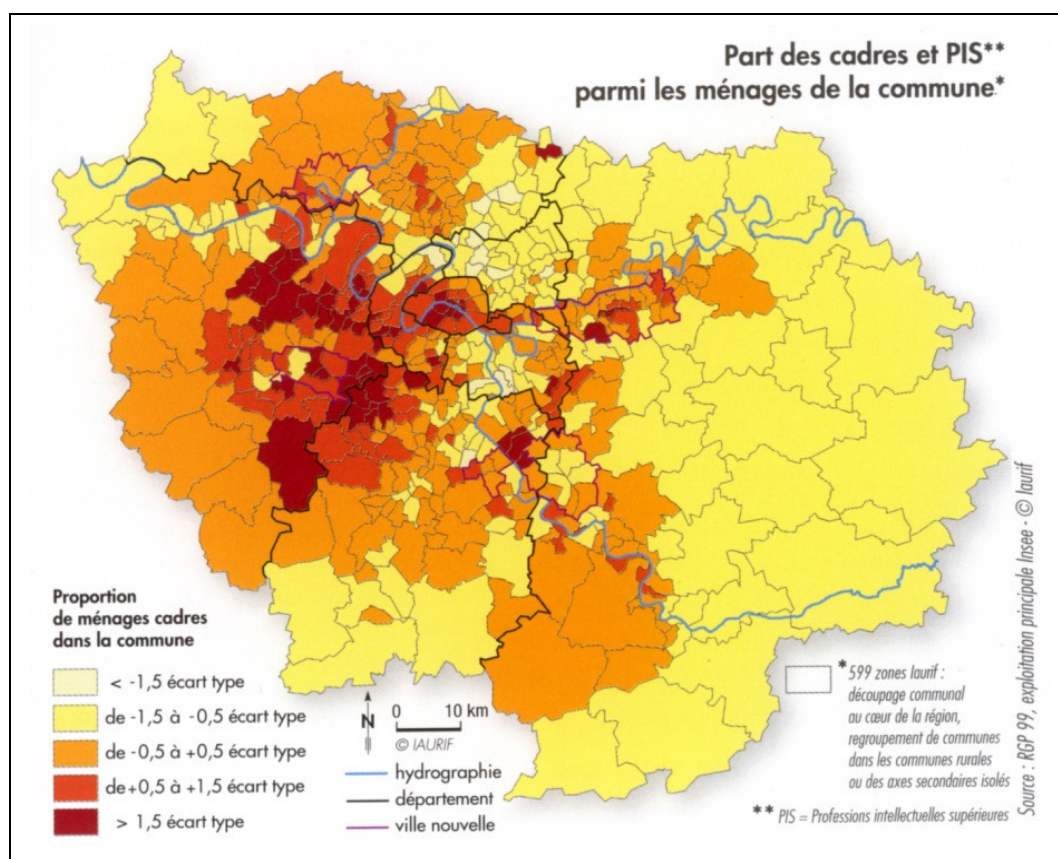 Part des cadres et PIS**
parmi les ménages de la commune*
Proportion
de ménages cadres
dans la commune
< -1,5 écart type
de -1,5 à -0,5 écart type
de -0,5 à +0,5 écart type
de+0,5 à +1,5 écart type
> 1,5 écart type
N
0 10 km
© IAURIF
hydrographie
département
ville nouvelle
* 599 zones Iaurif :
découpage communal
au cœur de la région,
regroupement de communes
dans les communes rurales
ou des axes secondaires isolés
** PIS = Professions intellectuelles supérieures
Source : RGP 99, exploitation principale Insee - © Iaurif